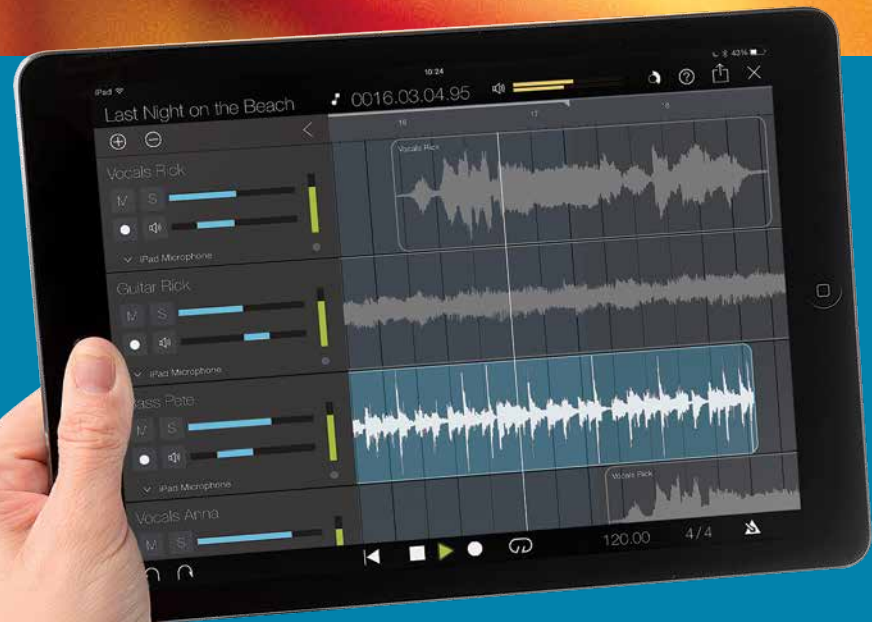 iPad
10:24
43%
Last Night on the Beach
0016.03.04.95
16
17
18
Vocals Rick
M S
iPad Microphone
Vocals Rick
Guitar Rick
M S
iPad Microphone
Bass Pete
M S
iPad Microphone
Vocals Anna
M S
Vocals Rick
120.00
4/4